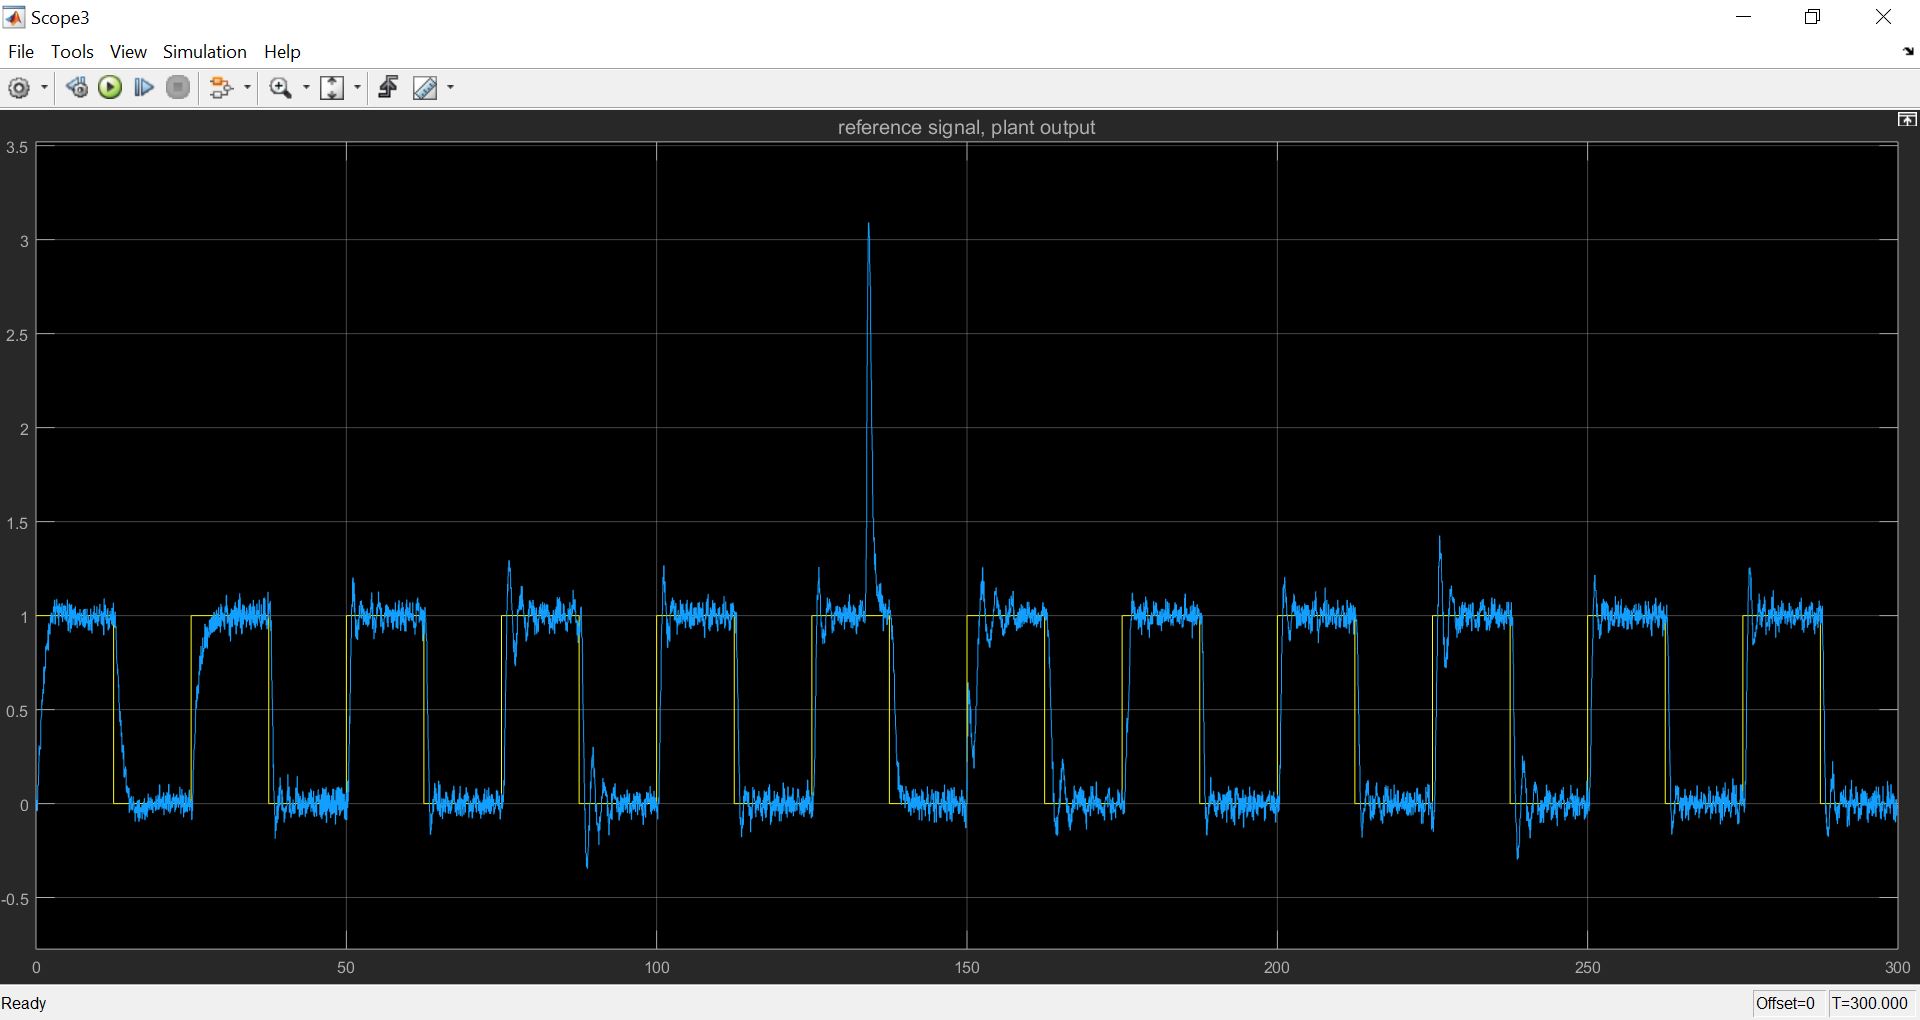 Scope3
File Tools View Simulation Help
reference signal, plant output
3.5
3
2.5
2
1.5
1
0.5
0
-0.5
0 50 100 150 200 250 300
Ready Offset=0 T=300.000